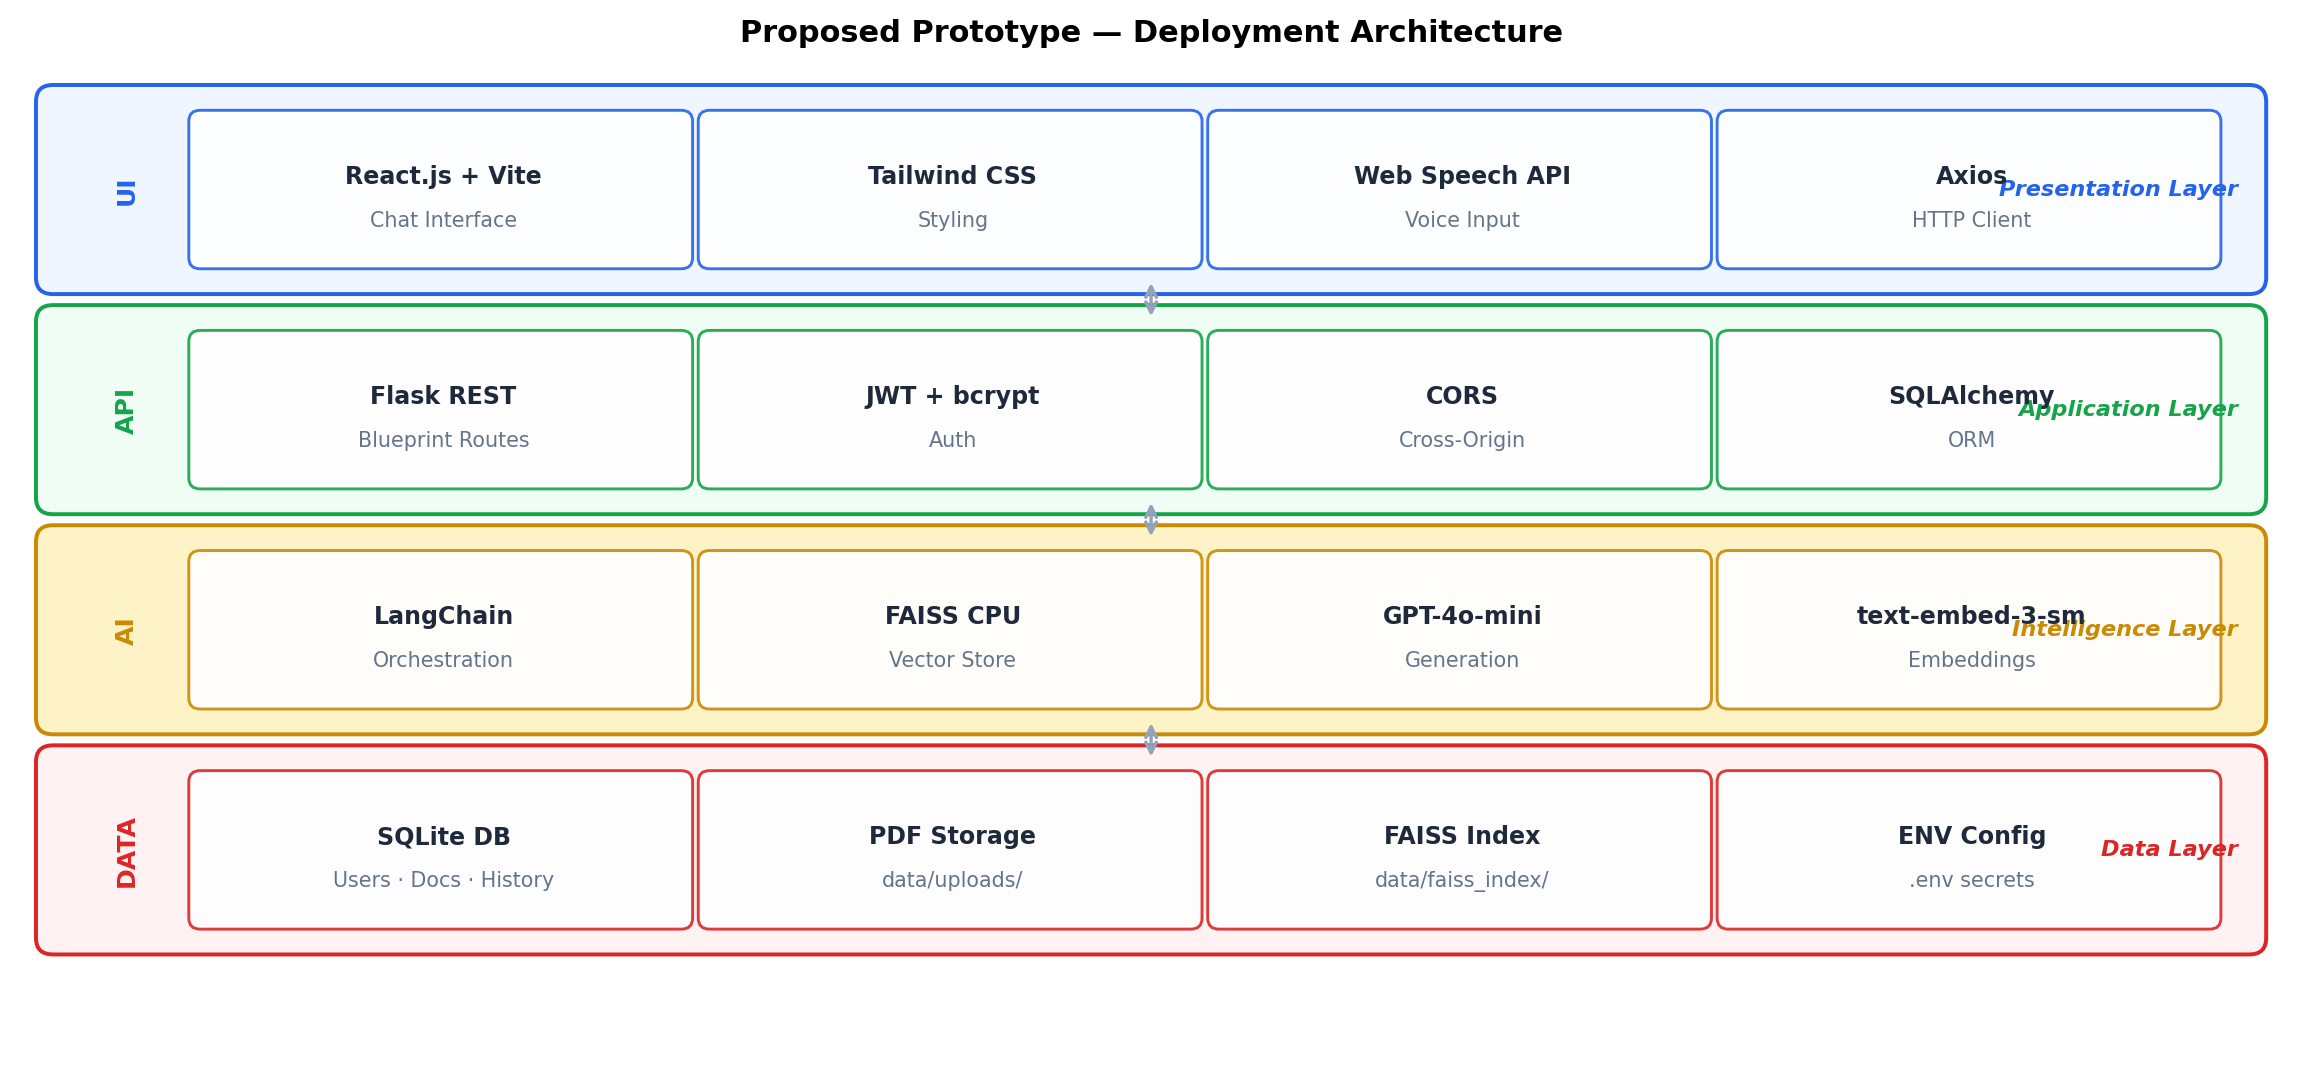 Proposed Prototype — Deployment Architecture
UI
React.js + Vite
Chat Interface
Tailwind CSS
Styling
Web Speech API
Voice Input
Axios
HTTP Client
Presentation Layer
API
Flask REST
Blueprint Routes
JWT + bcrypt
Auth
CORS
Cross-Origin
SQLAlchemy
ORM
Application Layer
AI
LangChain
Orchestration
FAISS CPU
Vector Store
GPT-4o-mini
Generation
text-embed-3-sm
Embeddings
Intelligence Layer
DATA
SQLite DB
Users · Docs · History
PDF Storage
data/uploads/
FAISS Index
data/faiss_index/
ENV Config
.env secrets
Data Layer